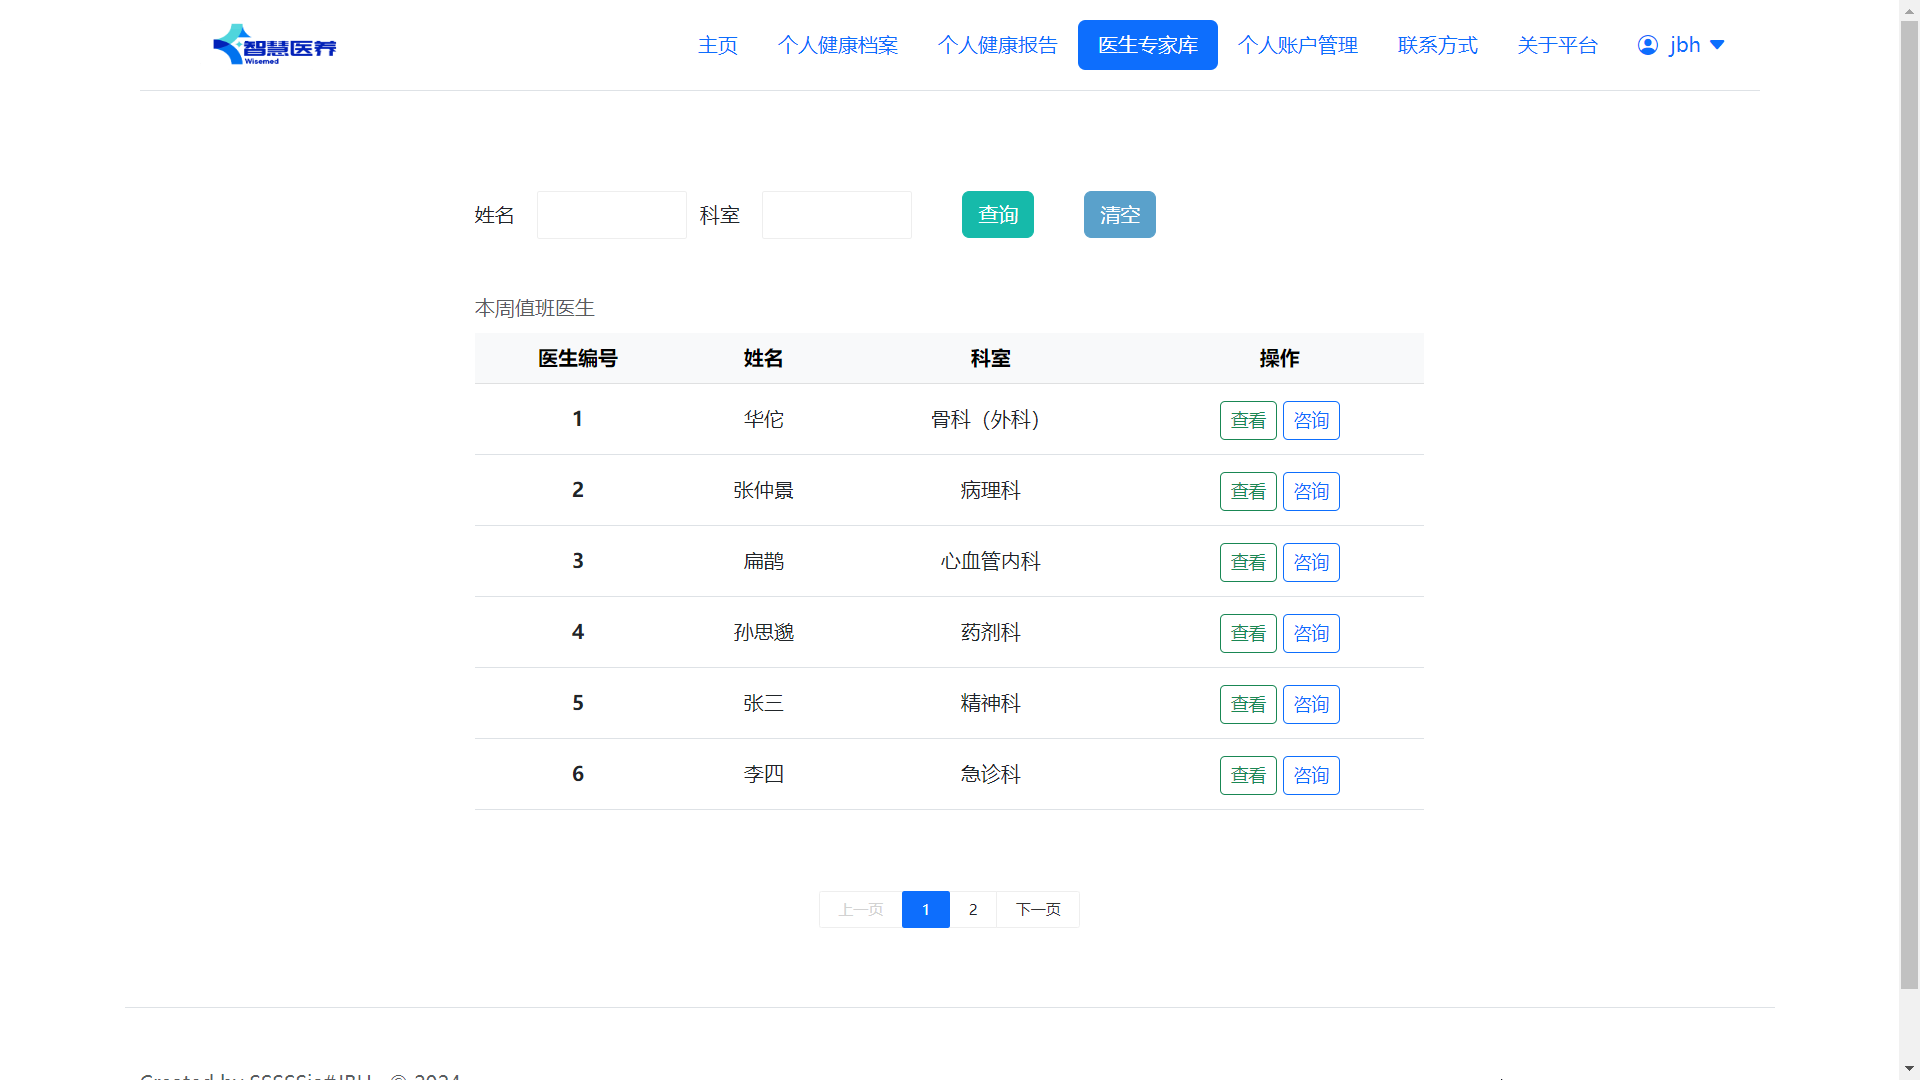 智慧医养
Wisemed
主页 个人健康档案 个人健康报告 医生专家库 个人账户管理 联系方式 关于平台 jbh
姓名 科室 查询 清空
本周值班医生
医生编号 姓名 科室 操作
1 华佗 骨科（外科） 查看 咨询
2 张仲景 病理科 查看 咨询
3 扁鹊 心血管内科 查看 咨询
4 孙思邈 药剂科 查看 咨询
5 张三 精神科 查看 咨询
6 李四 急诊科 查看 咨询
上一页 1 2 下一页
Created by © 2024